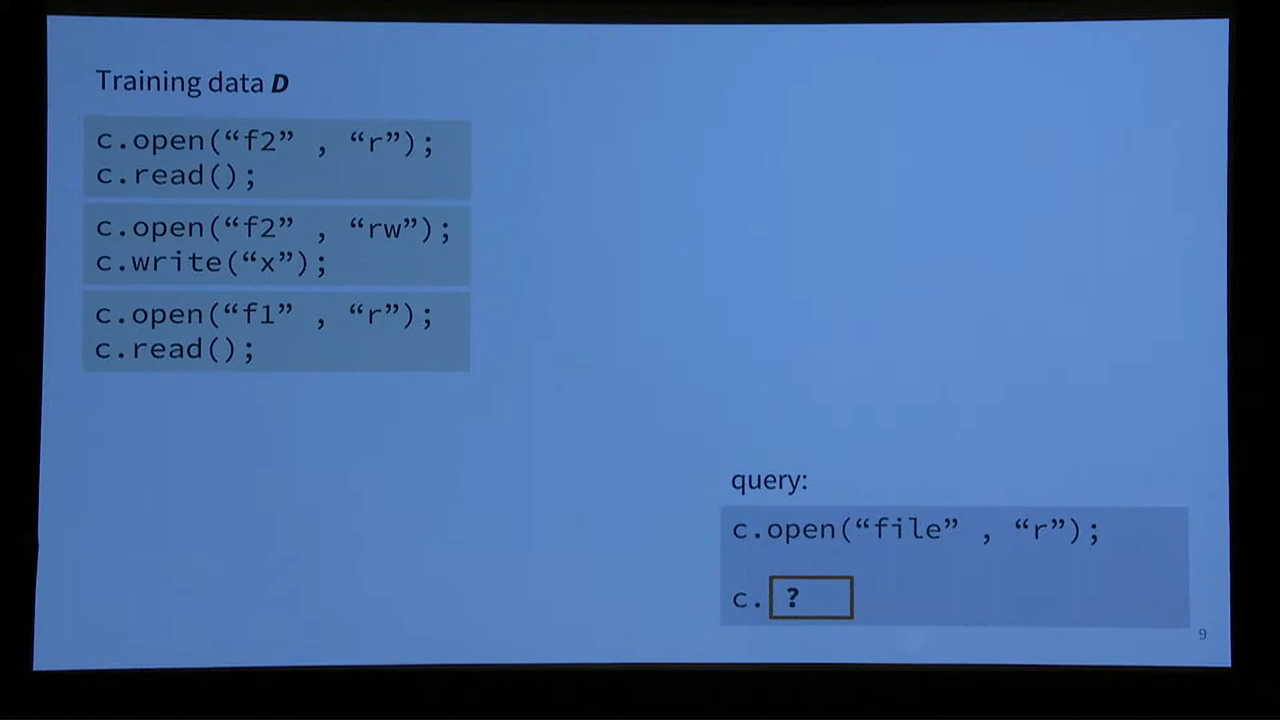 Training data D
c.open(“f2” , “r”);
c.read();
c.open(“f2” , “rw”);
c.write(“x”);
c.open(“f1” , “r”);
c.read();
query:
c.open(“file” , “r”);
c. ?
9